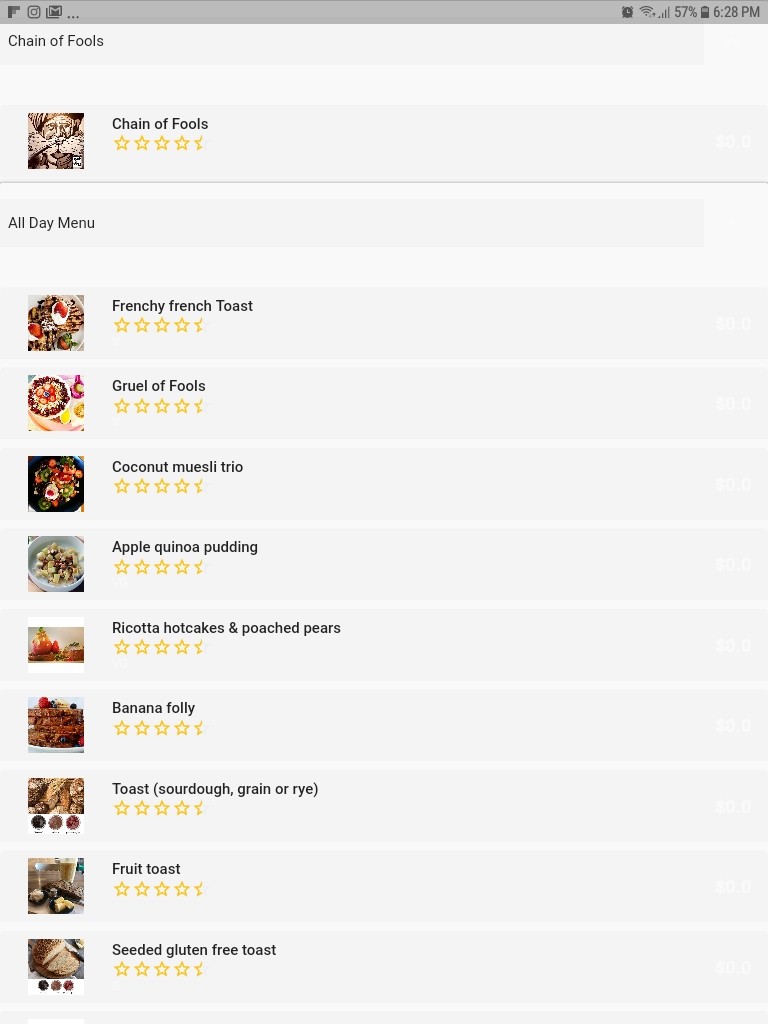 ... 57% 6:28 PM
Chain of Fools
Chain of Fools
$0.0
All Day Menu
Frenchy french Toast
$0.0
Gruel of Fools
$0.0
Coconut muesli trio
$0.0
Apple quinoa pudding
$0.0
Ricotta hotcakes & poached pears
$0.0
Banana folly
$0.0
Toast (sourdough, grain or rye)
$0.0
Fruit toast
$0.0
Seeded gluten free toast
$0.0